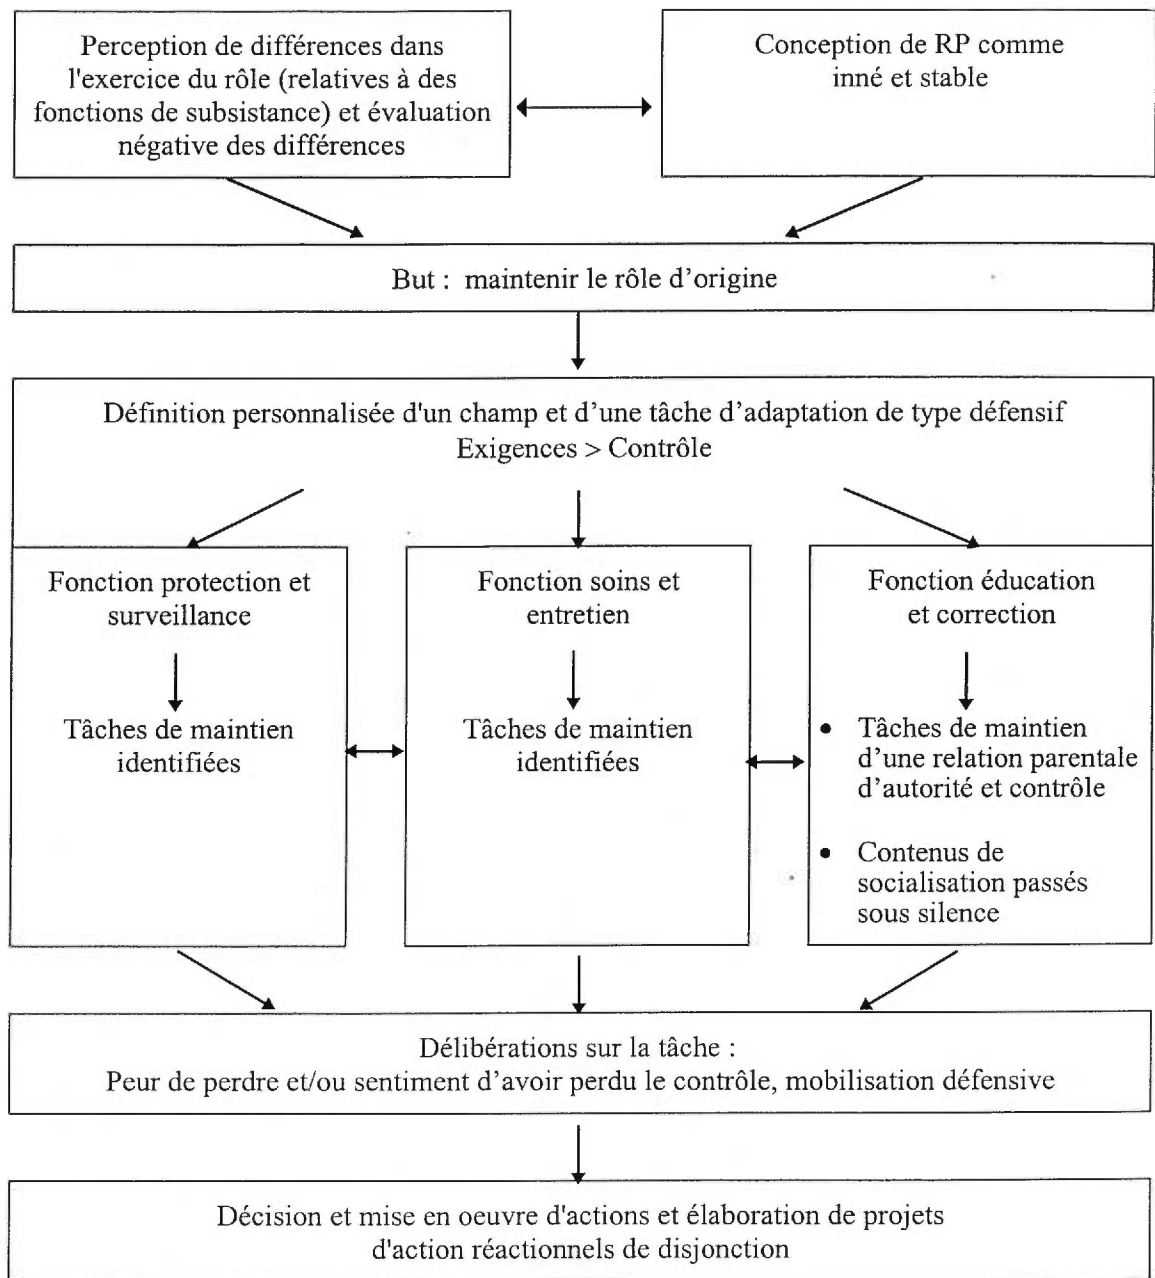 Perception de différences dans
l'exercice du rôle (relatives à des
fonctions de subsistance) et évaluation
négative des différences
Conception de RP comme
inné et stable
But : maintenir le rôle d'origine
Définition personnalisée d'un champ et d'une tâche d'adaptation de type défensif
Exigences > Contrôle
Fonction protection et
surveillance
Tâches de maintien
identifiées
Fonction soins et
entretien
Tâches de maintien
identifiées
Fonction éducation
et correction
• Tâches de maintien
d'une relation parentale
d'autorité et contrôle
• Contenus de
socialisation passés
sous silence
Délibérations sur la tâche :
Peur de perdre et/ou sentiment d'avoir perdu le contrôle, mobilisation défensive
Décision et mise en oeuvre d'actions et élaboration de projets
d'action réactionnels de disjonction